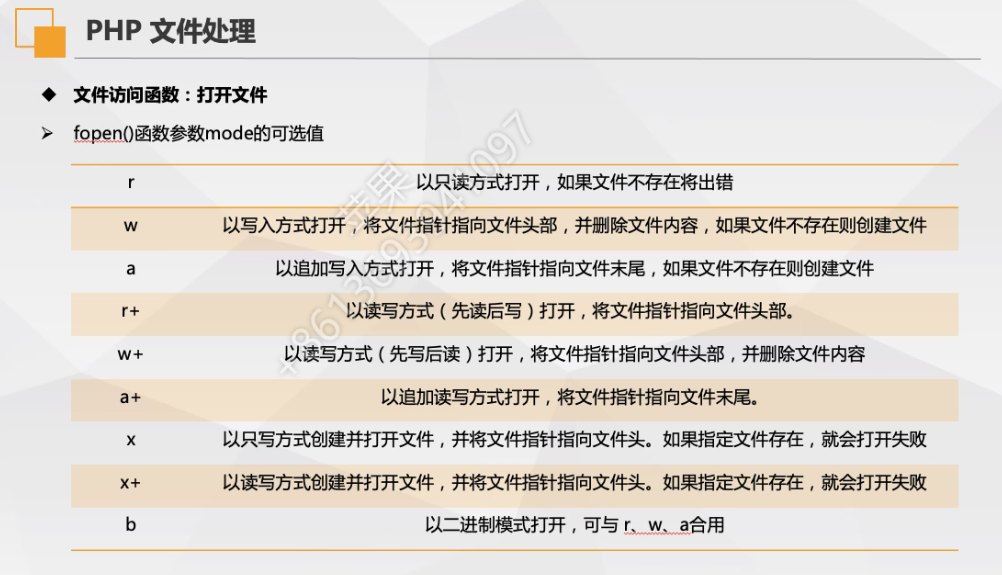 PHP 文件处理
◆ 文件访问函数：打开文件
➢ fopen()函数参数mode的可选值
r 以只读方式打开，如果文件不存在将出错
w 以写入方式打开，将文件指针指向文件头部，并删除文件内容，如果文件不存在则创建文件
a 以追加写入方式打开，将文件指针指向文件末尾，如果文件不存在则创建文件
r+ 以读写方式（先读后写）打开，将文件指针指向文件头部。
w+ 以读写方式（先写后读）打开，将文件指针指向文件头部，并删除文件内容
a+ 以追加读写方式打开，将文件指针指向文件末尾。
x 以只写方式创建并打开文件，并将文件指针指向文件头。如果指定文件存在，就会打开失败
x+ 以读写方式创建并打开文件，并将文件指针指向文件头。如果指定文件存在，就会打开失败
b 以二进制模式打开，可与 r、w、a合用
苹果